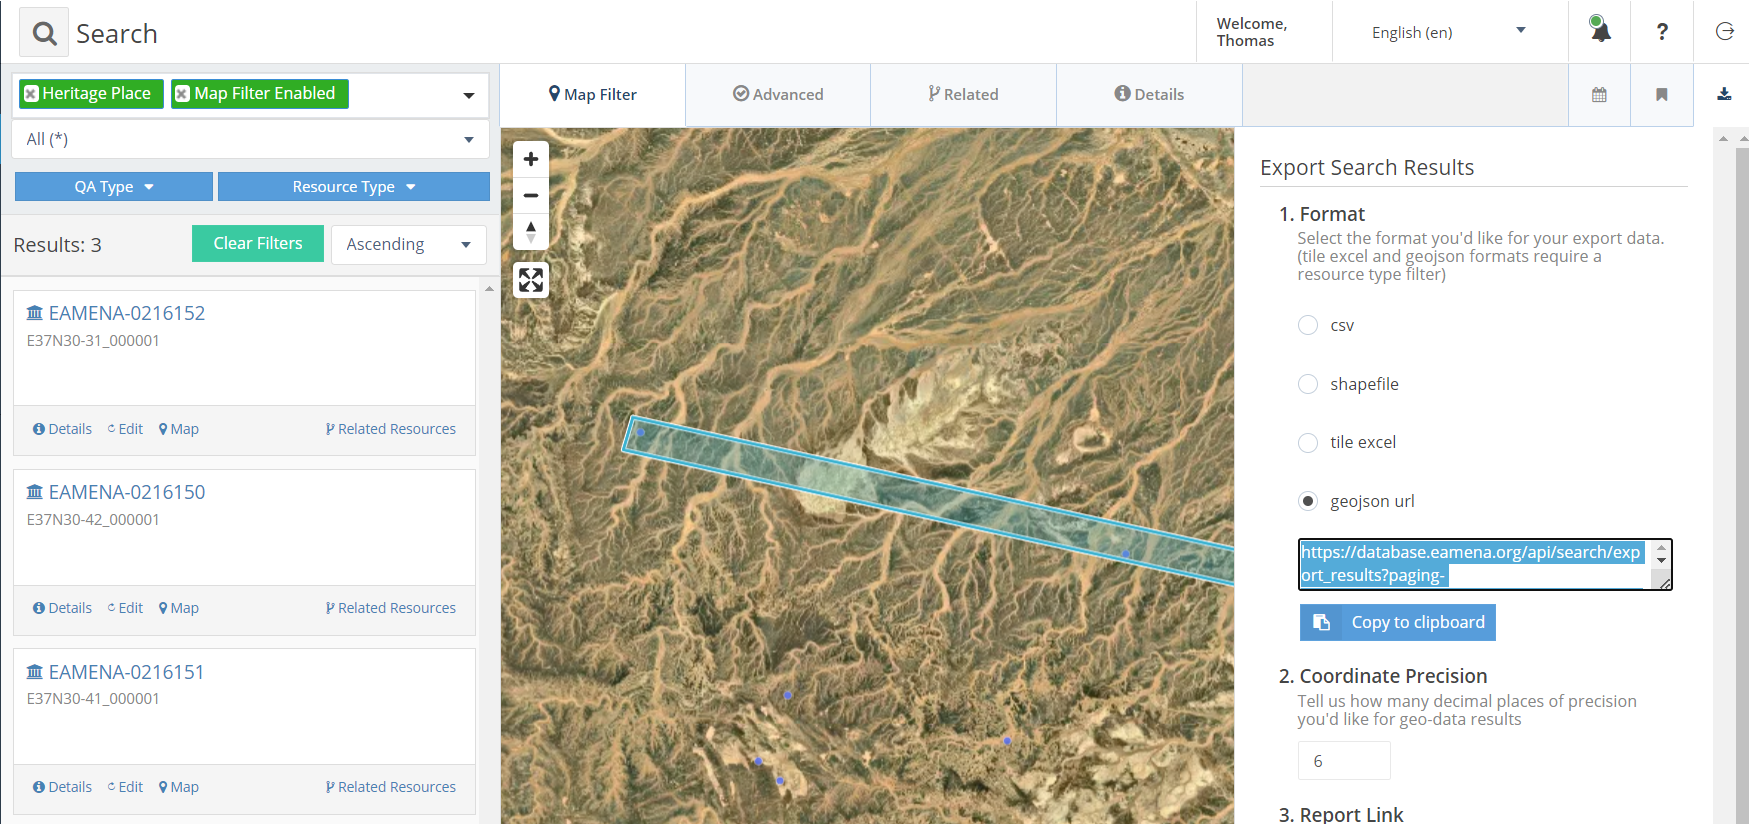 Search
Welcome,
Thomas
English (en)
?
Heritage Place
Map Filter Enabled
All (*)
QA Type
Resource Type
Results: 3
Clear Filters
Ascending
EAMENA-0216152
E37N30-31_000001
Details
Edit
Map
Related Resources
EAMENA-0216150
E37N30-42_000001
Details
Edit
Map
Related Resources
EAMENA-0216151
E37N30-41_000001
Details
Edit
Map
Related Resources
Map Filter
Advanced
Related
Details
Export Search Results
1. Format
Select the format you'd like for your export data.
(tile excel and geojson formats require a
resource type filter)
csv
shapefile
tile excel
geojson url
https://database.eamena.org/api/search/exp
ort_results?paging-
Copy to clipboard
2. Coordinate Precision
Tell us how many decimal places of precision
you'd like for geo-data results
6
3. Report Link